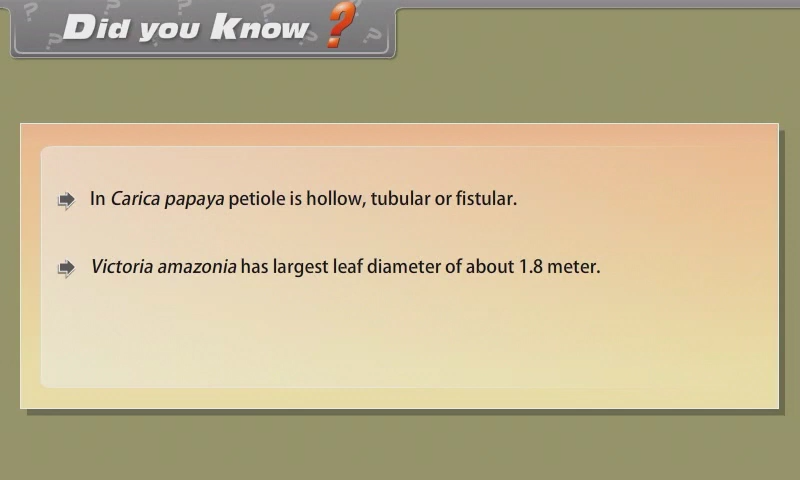 Did you Know ?
In Carica papaya petiole is hollow, tubular or fistular.
Victoria amazonia has largest leaf diameter of about 1.8 meter.